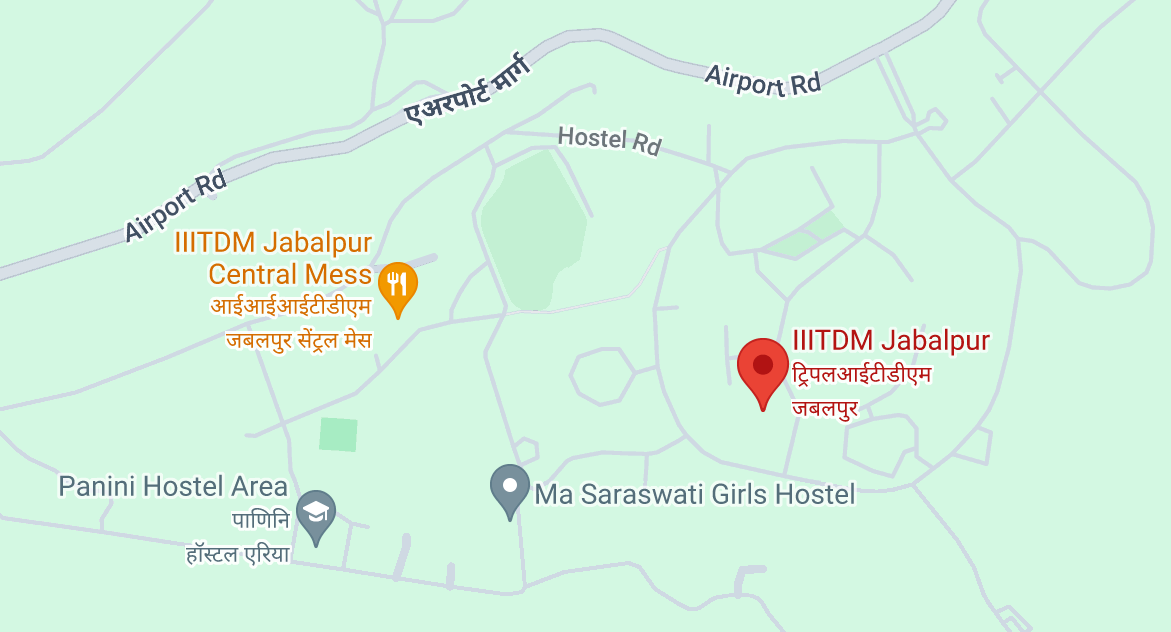 एअरपोर्ट मार्ग
Airport Rd
Hostel Rd
Airport Rd
IIITDM Jabalpur
Central Mess
आईआईआईटीडीएम
जबलपुर सेंट्रल मेस
IIITDM Jabalpur
ट्रिपलआईटीडीएम
जबलपुर
Panini Hostel Area
पाणिनि
हॉस्टल एरिया
Ma Saraswati Girls Hostel